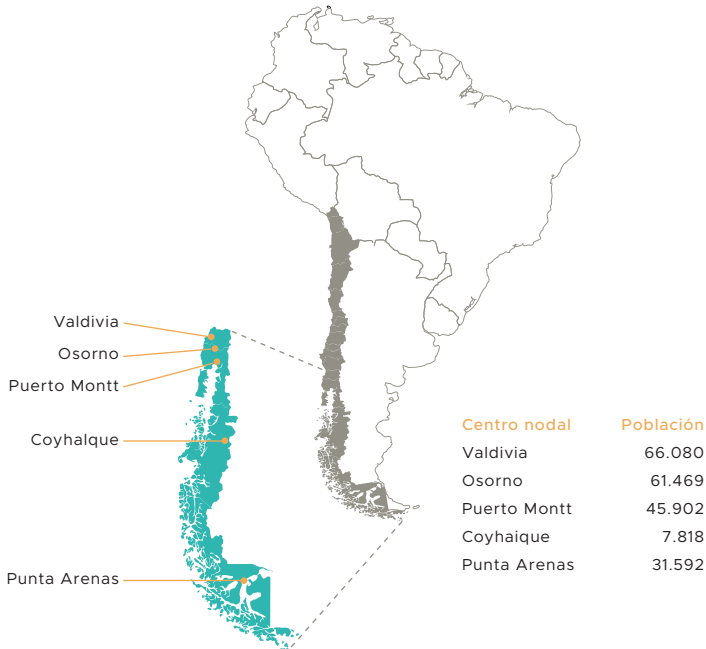 Valdivia
Osorno
Puerto Montt
Coyhalque
Punta Arenas
Centro nodal Población
Valdivia 66.080
Osorno 61.469
Puerto Montt 45.902
Coyhaique 7.818
Punta Arenas 31.592